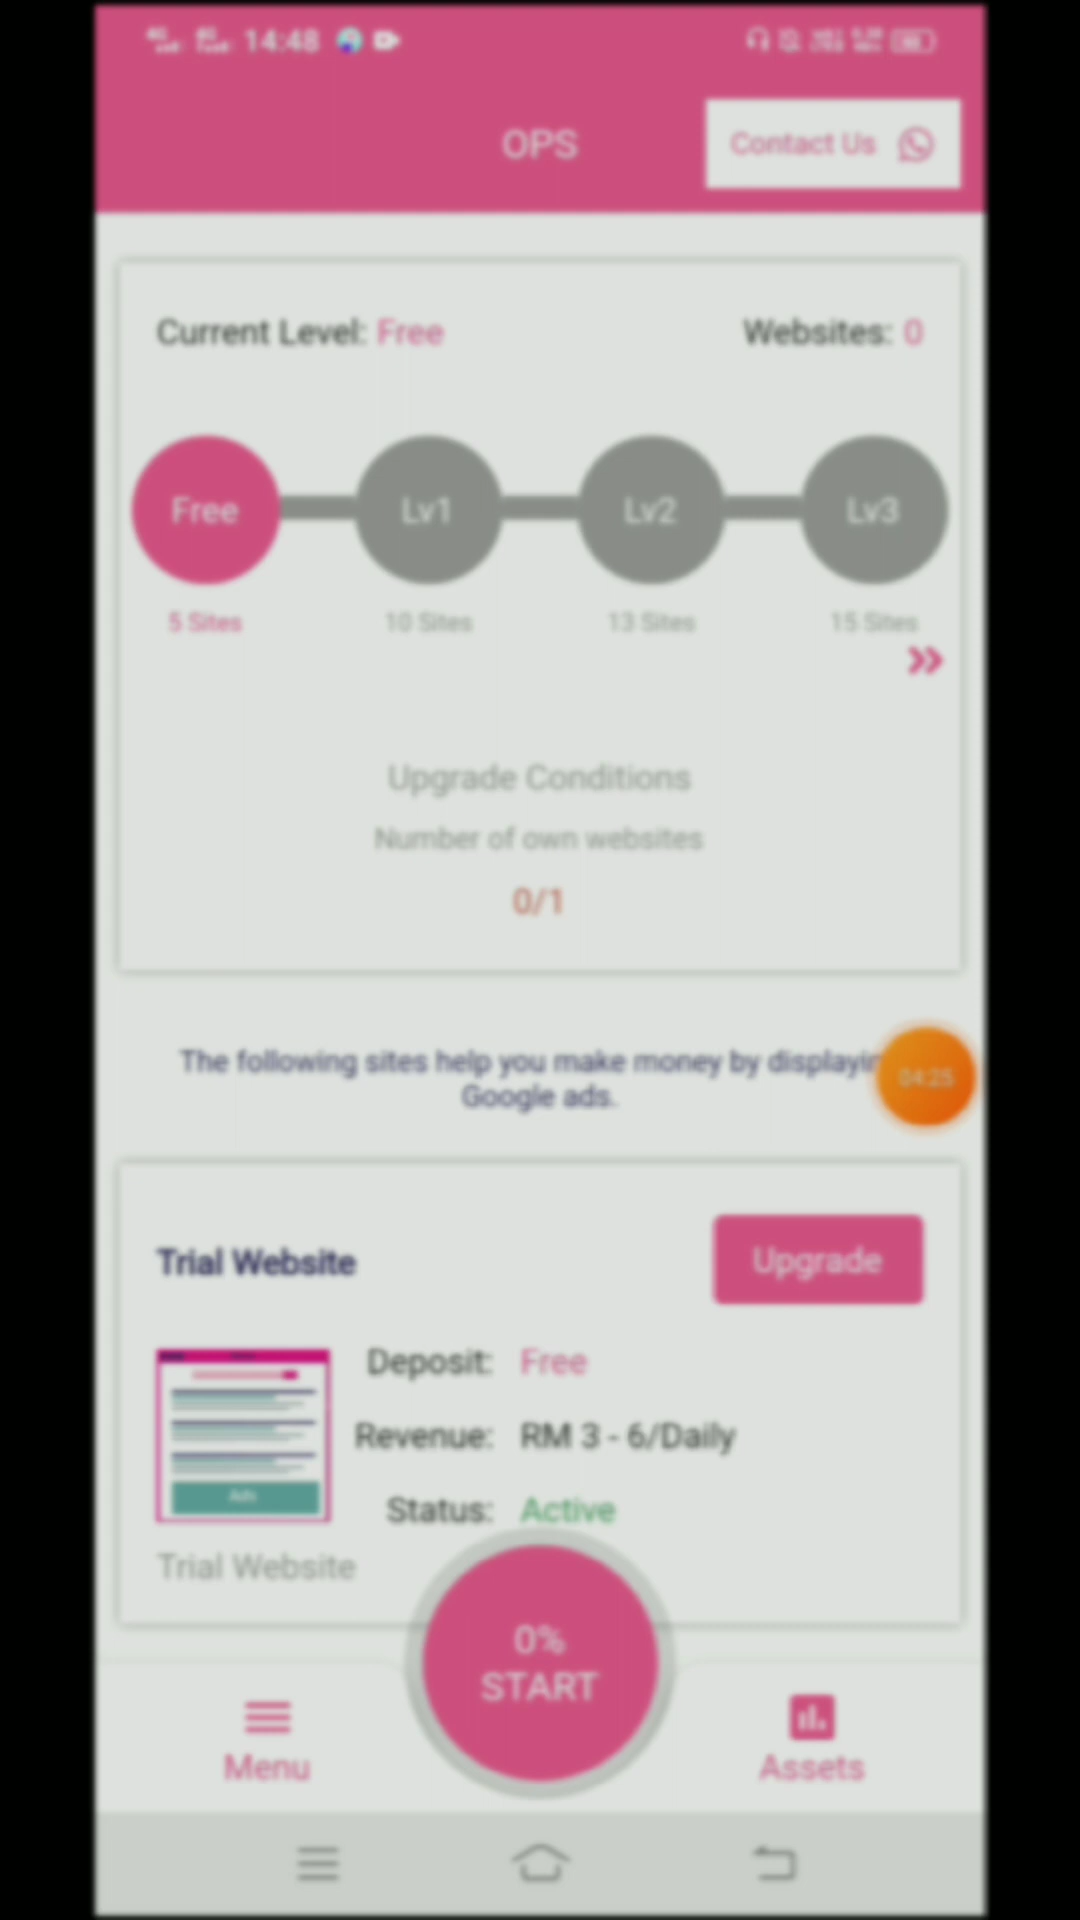 14:48
OPS
Contact Us
Current Level: Free
Websites: 0
Free
Lv1
Lv2
Lv3
5 Sites
10 Sites
13 Sites
15 Sites
Upgrade Conditions
Number of own websites
0/1
The following sites help you make money by displayin
Google ads.
04:25
Trial Website
Upgrade
Deposit: Free
Ads
Revenue: RM 3 - 6/Daily
Status: Active
Trial Website
0%
START
Menu
Assets